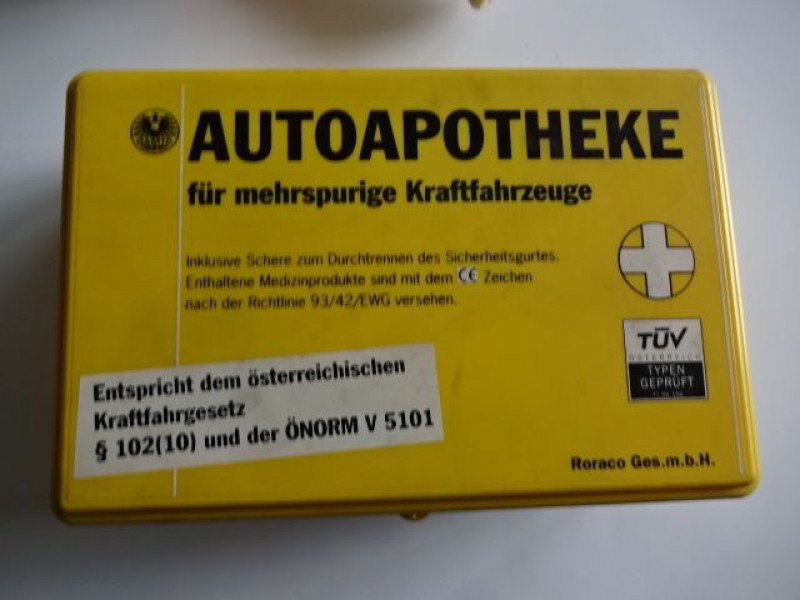 AUTOAPOTHEKE
für mehrspurige Kraftfahrzeuge
Inklusive Schere zum Durchtrennen des Sicherheitsgurtes.
Enthaltene Medizinprodukte sind mit dem CE Zeichen
nach der Richtlinie 93/42/EWG versehen.
TÜV
ÖSTERREICH
TYPEN
GEPRÜFT
Entspricht dem österreichischen
Kraftfahrgesetz
§ 102(10) und der ÖNORM V 5101
Roraco Ges.m.b.H.